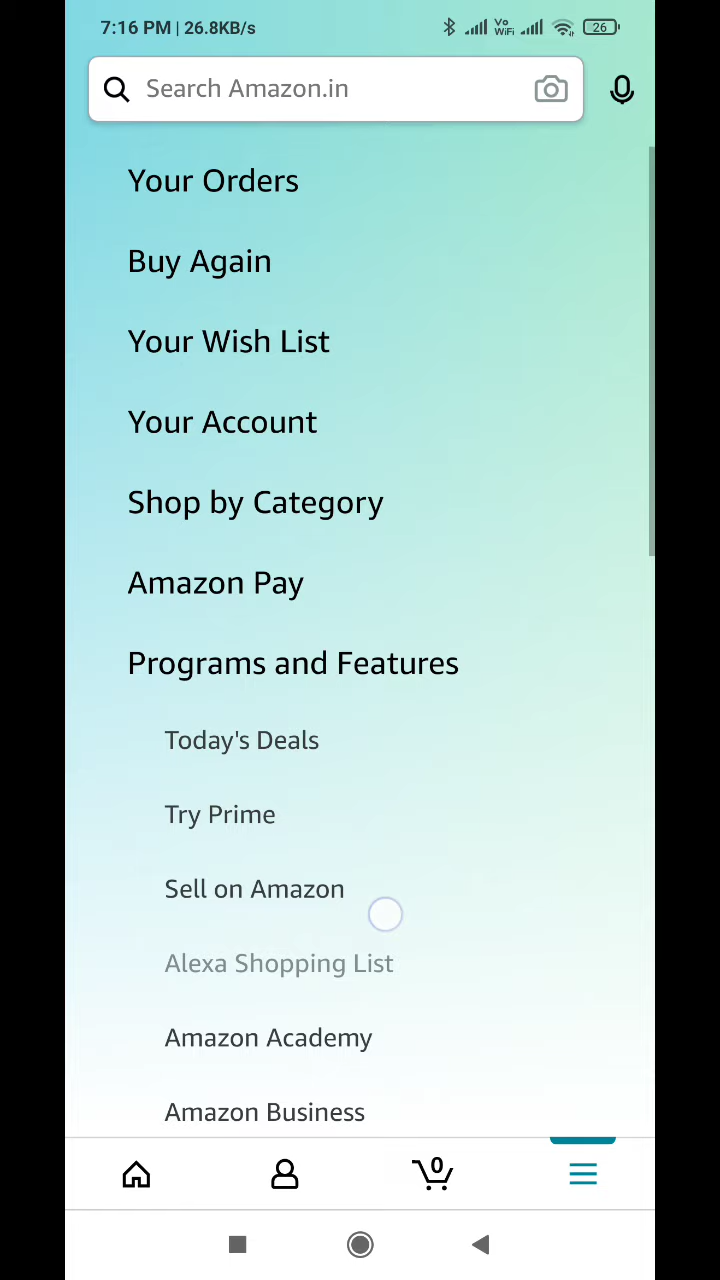 7:16 PM | 26.8KB/s Vo WiFi 26
Search Amazon.in
Your Orders
Buy Again
Your Wish List
Your Account
Shop by Category
Amazon Pay
Programs and Features
Today's Deals
Try Prime
Sell on Amazon
Alexa Shopping List
Amazon Academy
Amazon Business
0